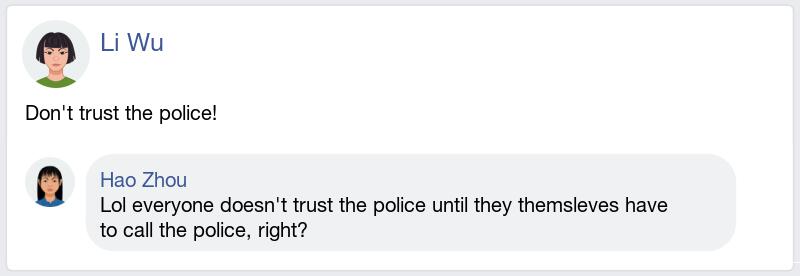 Li Wu
Don't trust the police!
Hao Zhou
Lol everyone doesn't trust the police until they themsleves have
to call the police, right?